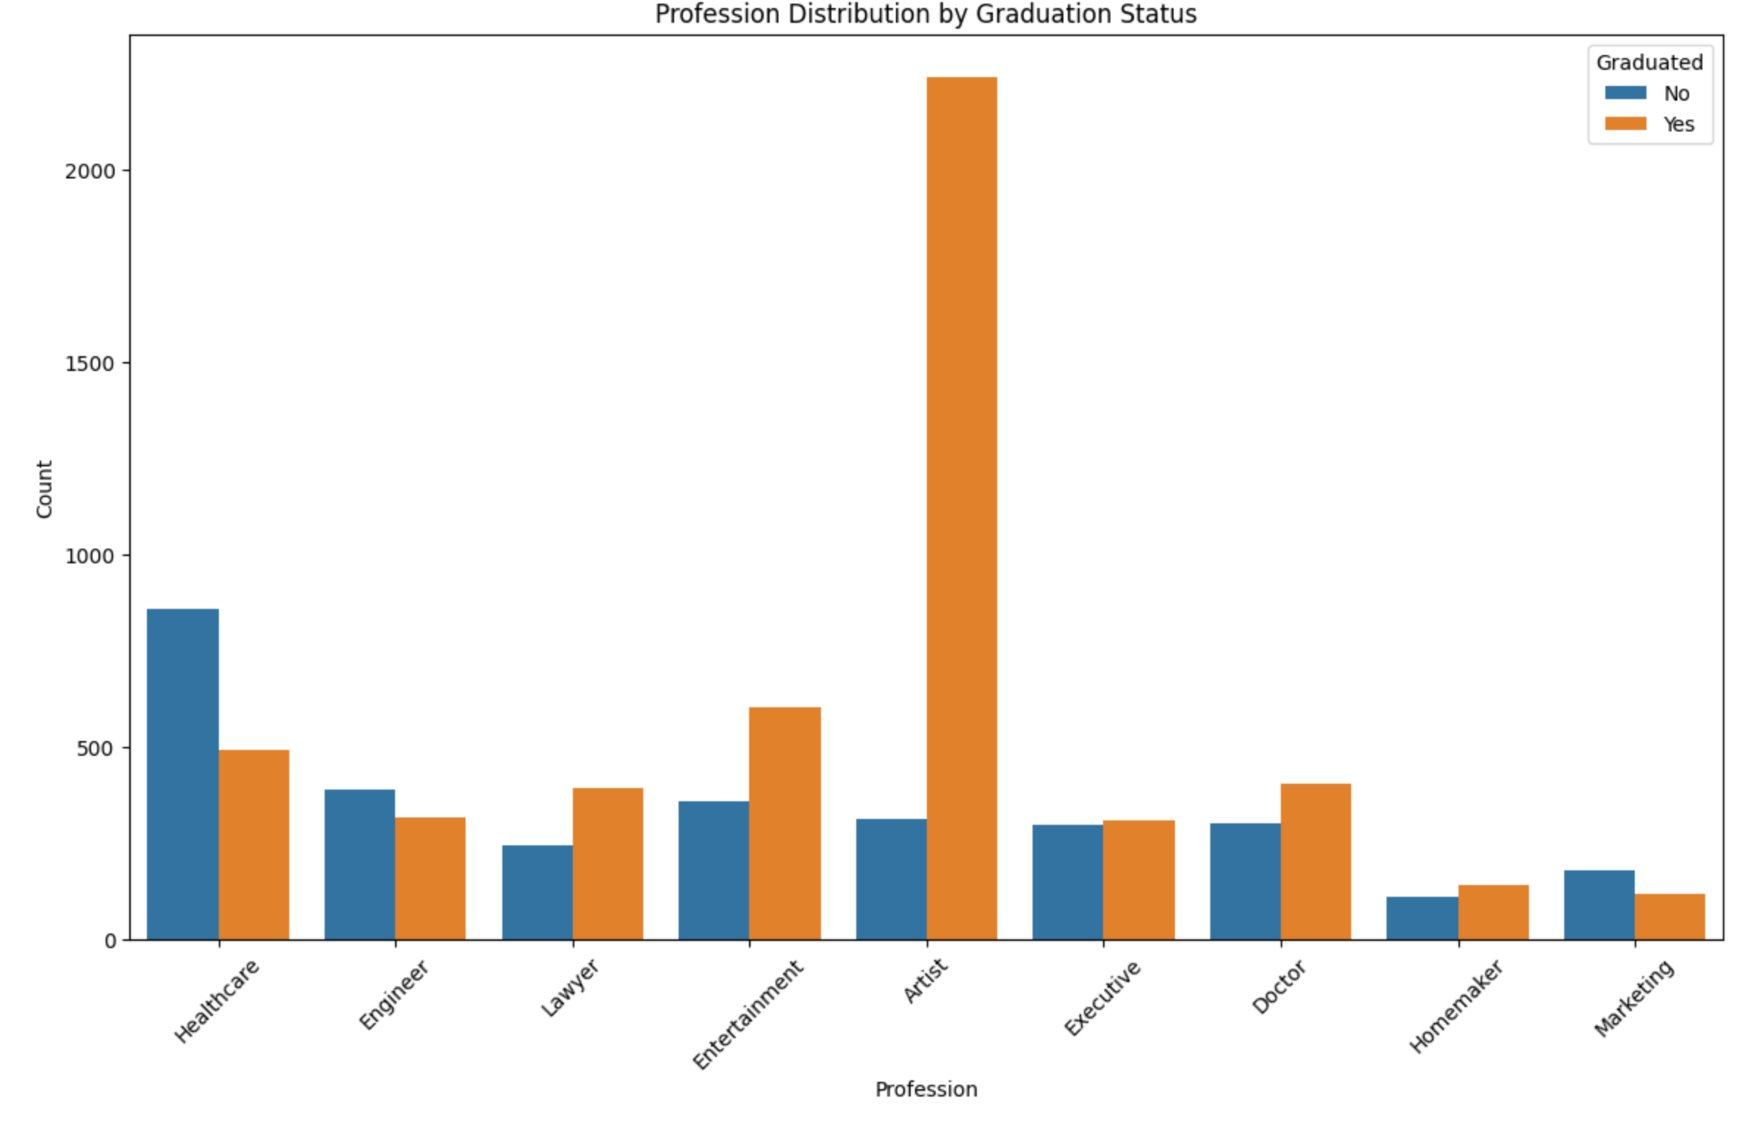 Profession Distribution by Graduation Status
Graduated
No
Yes
2000
1500
1000
500
0
Count
Healthcare
Engineer
Lawyer
Entertainment
Artist
Executive
Doctor
Homemaker
Marketing
Profession